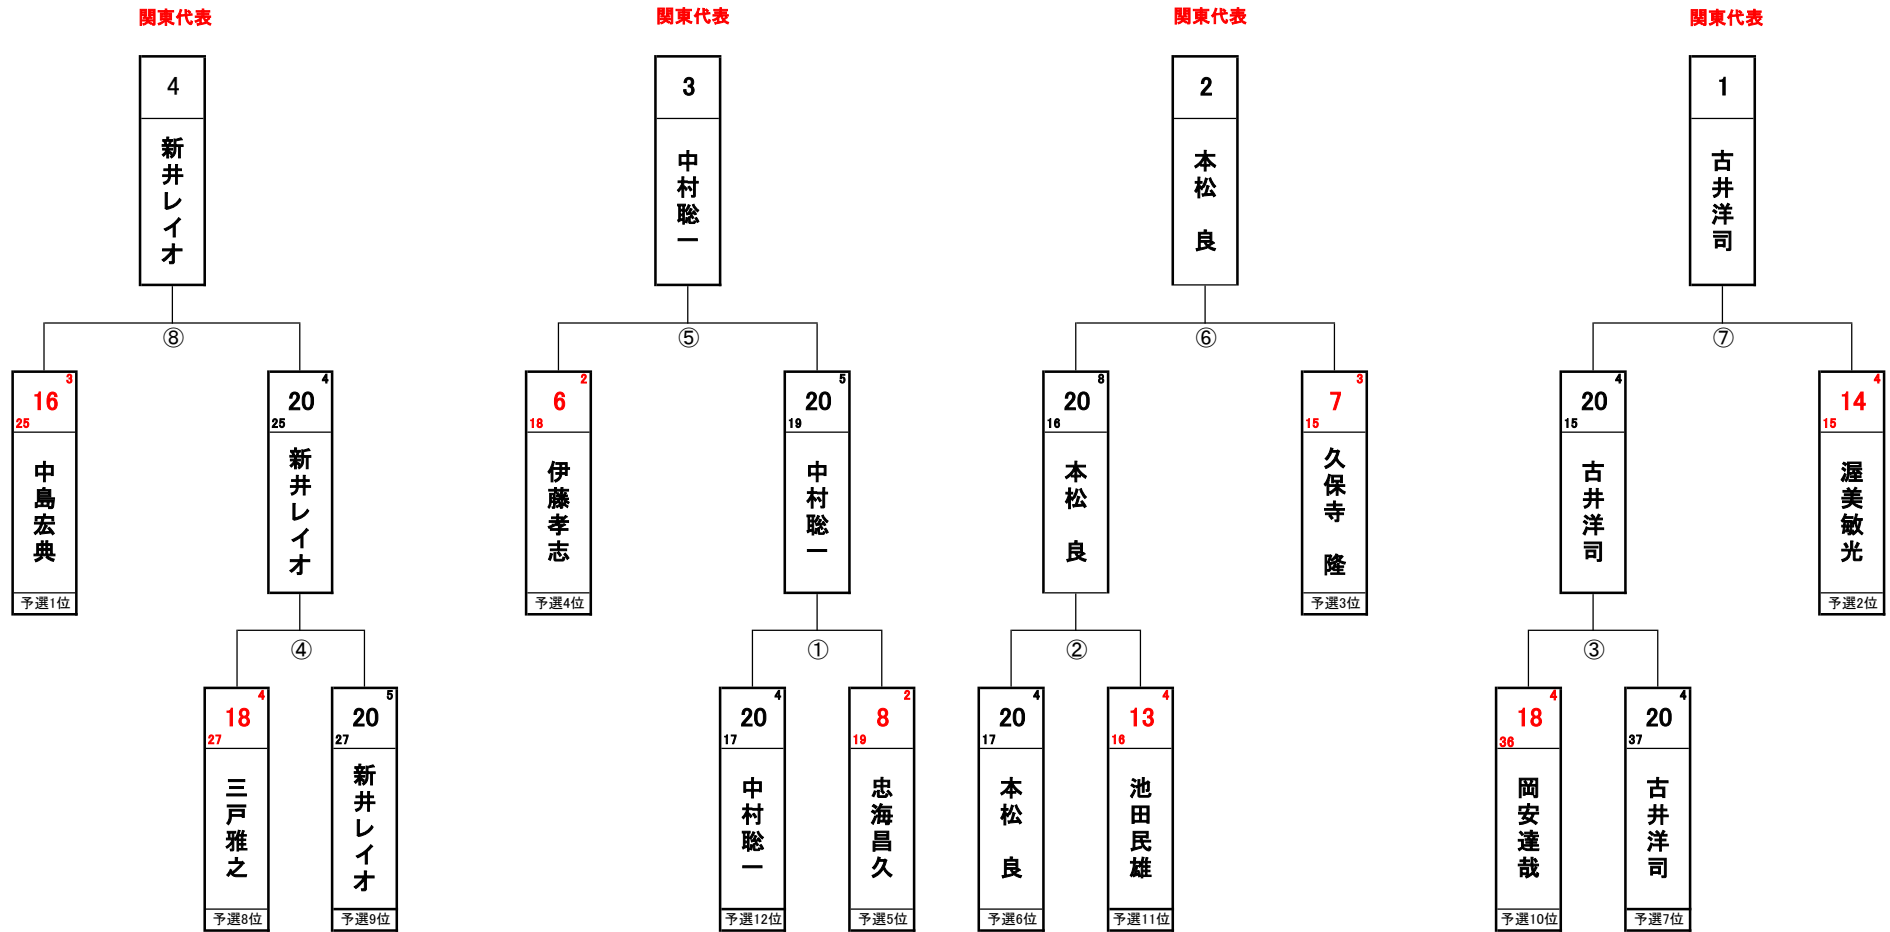 関東代表
関東代表
関東代表
関東代表
4
3
2
1
新井レイオ
中村聡一
本松 良
古井洋司
⑧
⑤
⑥
⑦
3
16
25
中島宏典
予選1位
4
20
25
新井レイオ
2
6
18
伊藤孝志
予選4位
5
20
19
中村聡一
8
20
16
本松 良
3
7
15
久保寺 隆
予選3位
4
20
15
古井洋司
4
14
15
渥美敏光
予選2位
④
①
②
③
4
18
27
三戸雅之
予選8位
5
20
27
新井レイオ
予選9位
4
20
17
中村聡一
予選12位
2
8
19
忠海昌久
予選5位
4
20
17
本松 良
予選6位
4
13
16
池田民雄
予選11位
4
18
36
岡安達哉
予選10位
4
20
37
古井洋司
予選7位